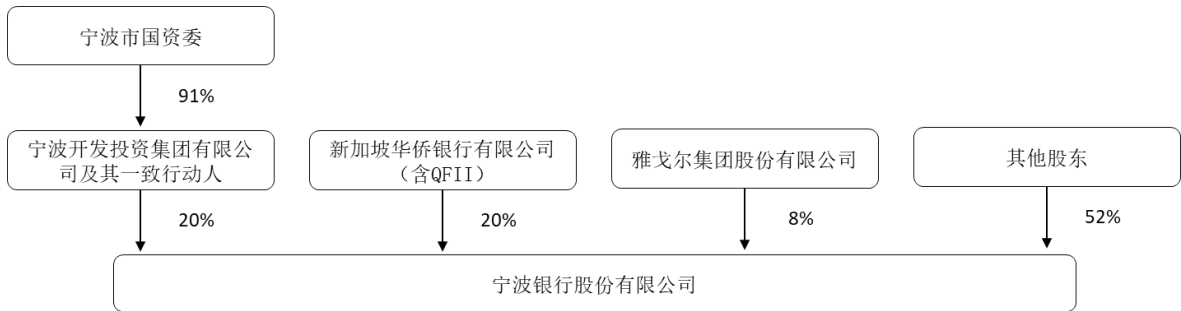 宁波市国资委
91%
宁波开发投资集团有限公
司及其一致行动人
新加坡华侨银行有限公司
（含QFII）
雅戈尔集团股份有限公司
其他股东
20%
20%
8%
52%
宁波银行股份有限公司